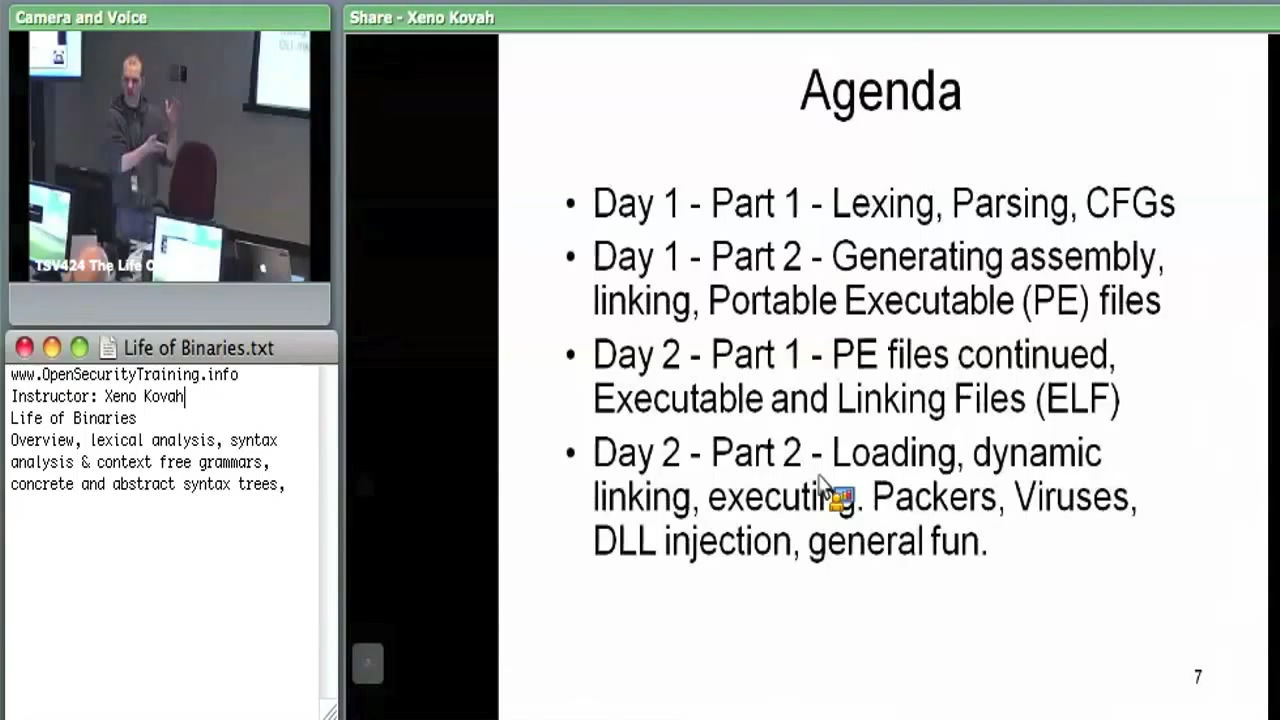 Camera and Voice
TSV424 The Life O
Life of Binaries.txt
www.OpenSecurityTraining.info
Instructor: Xeno Kovah
Life of Binaries
Overview, lexical analysis, syntax
analysis & context free grammars,
concrete and abstract syntax trees,
Share - Xeno Kovah
Agenda
• Day 1 - Part 1 - Lexing, Parsing, CFGs
• Day 1 - Part 2 - Generating assembly,
linking, Portable Executable (PE) files
• Day 2 - Part 1 - PE files continued,
Executable and Linking Files (ELF)
• Day 2 - Part 2 - Loading, dynamic
linking, executing. Packers, Viruses,
DLL injection, general fun.
7